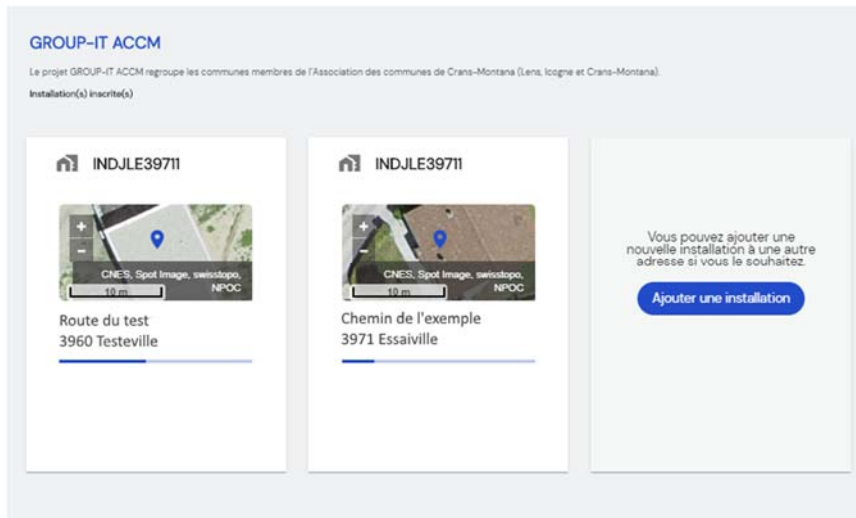 GROUP-IT ACCM
Le projet GROUP-IT ACCM regroupe les communes membres de l'Association des communes de Crans-Montana (Lens, Icogne et Crans-Montana).
Installation(s) inscrite(s)
INDJLE39711
+
-
CNES, Spot Image, swisstopo,
NPOC
10 m
Route du test
3960 Testeville
INDJLE39711
+
-
CNES, Spot Image, swisstopo,
NPOC
10 m
Chemin de l'exemple
3971 Essaiville
Vous pouvez ajouter une
nouvelle installation à une autre
adresse si vous le souhaitez.
Ajouter une installation